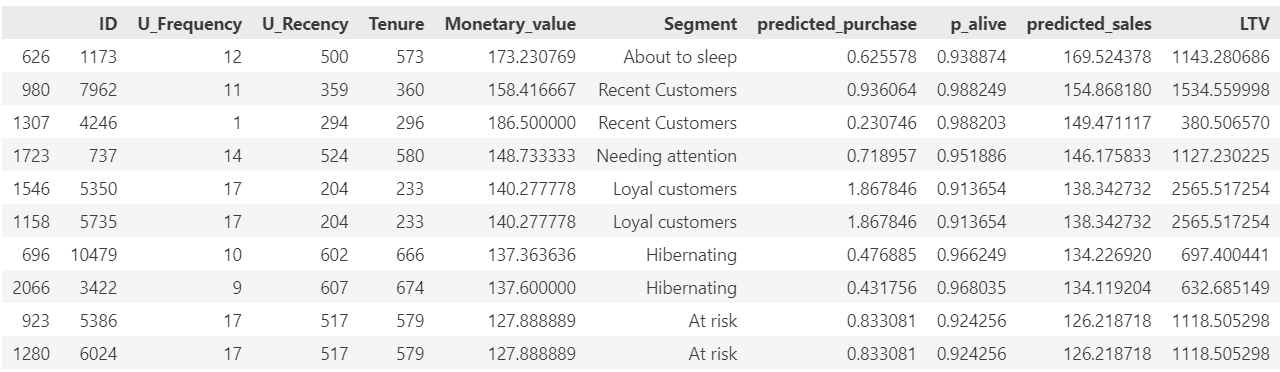 ID U_Frequency U_Recency Tenure Monetary_value Segment predicted_purchase p_alive predicted_sales LTV
626 1173 12 500 573 173.230769 About to sleep 0.625578 0.938874 169.524378 1143.280686
980 7962 11 359 360 158.416667 Recent Customers 0.936064 0.988249 154.868180 1534.559998
1307 4246 1 294 296 186.500000 Recent Customers 0.230746 0.988203 149.471117 380.506570
1723 737 14 524 580 148.733333 Needing attention 0.718957 0.951886 146.175833 1127.230225
1546 5350 17 204 233 140.277778 Loyal customers 1.867846 0.913654 138.342732 2565.517254
1158 5735 17 204 233 140.277778 Loyal customers 1.867846 0.913654 138.342732 2565.517254
696 10479 10 602 666 137.363636 Hibernating 0.476885 0.966249 134.226920 697.400441
2066 3422 9 607 674 137.600000 Hibernating 0.431756 0.968035 134.119204 632.685149
923 5386 17 517 579 127.888889 At risk 0.833081 0.924256 126.218718 1118.505298
1280 6024 17 517 579 127.888889 At risk 0.833081 0.924256 126.218718 1118.505298